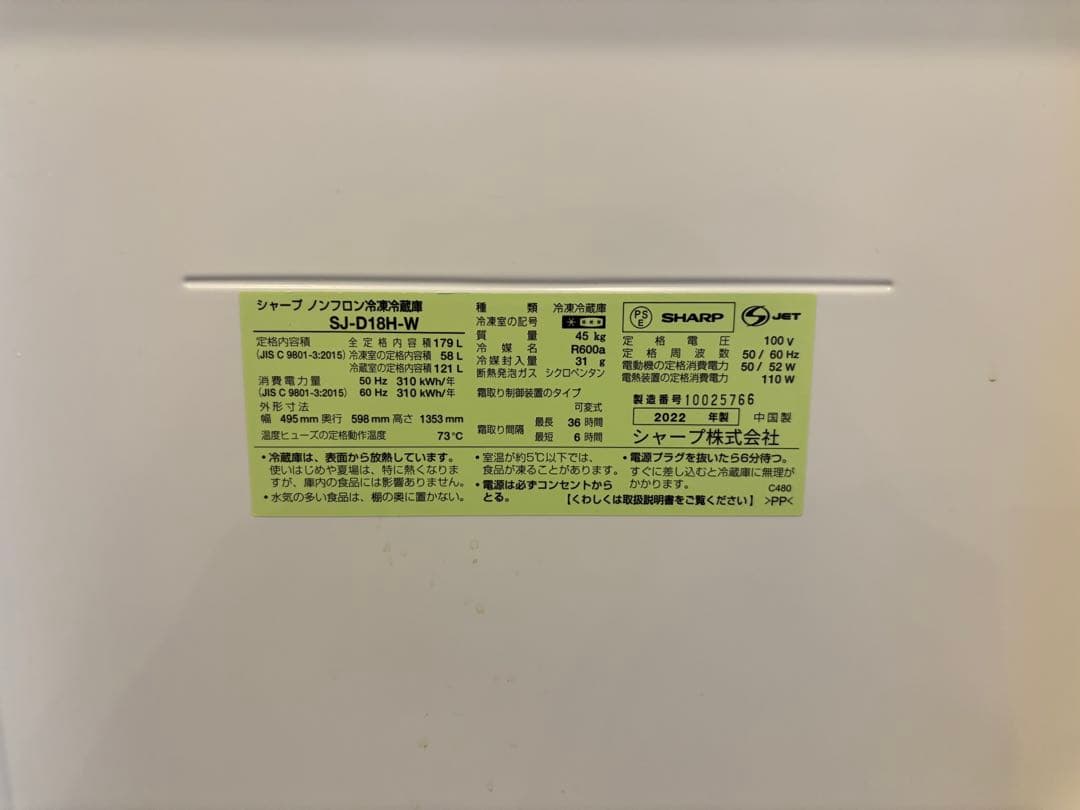 シャープ ノンフロン冷凍冷蔵庫
SJ-D18H-W
定格内容積 全定格内容積 179 L
(JIS C 9801-3:2015) 冷凍室の定格内容積 58 L
冷蔵室の定格内容積 121 L
消費電力量 50 Hz 310 kWh/年
(JIS C 9801-3:2015) 60 Hz 310 kWh/年
外形寸法
幅 495 mm 奥行 598 mm 高さ 1353 mm
温度ヒューズの定格動作温度 73℃
種類 冷凍冷蔵庫
冷凍室の記号
質量 45 kg
冷媒名 R600a
冷媒封入量 31 g
断熱発泡ガス シクロペンタン
霜取り制御装置のタイプ
可変式
霜取り間隔 最長 36 時間
最短 6 時間
PS E SHARP S JET
定格電圧 100 V
定格周波数 50 / 60 Hz
電動機の定格消費電力 50 / 52 W
電熱装置の定格消費電力 110 W
製造番号 10025766
2022 年製 中国製
シャープ株式会社
・冷蔵庫は、表面から放熱しています。
使いはじめや夏場は、特に熱くなりま
すが、庫内の食品には影響ありません。
・水気の多い食品は、棚の奥に置かない。
・室温が約5℃以下では、
食品が凍ることがあります。
・電源は必ずコンセントから
とる。
・電源プラグを抜いたら6分待つ。
すぐに差し込むと冷蔵庫に無理が
かかります。
C480
【くわしくは取扱説明書をご覧ください】 >PP<